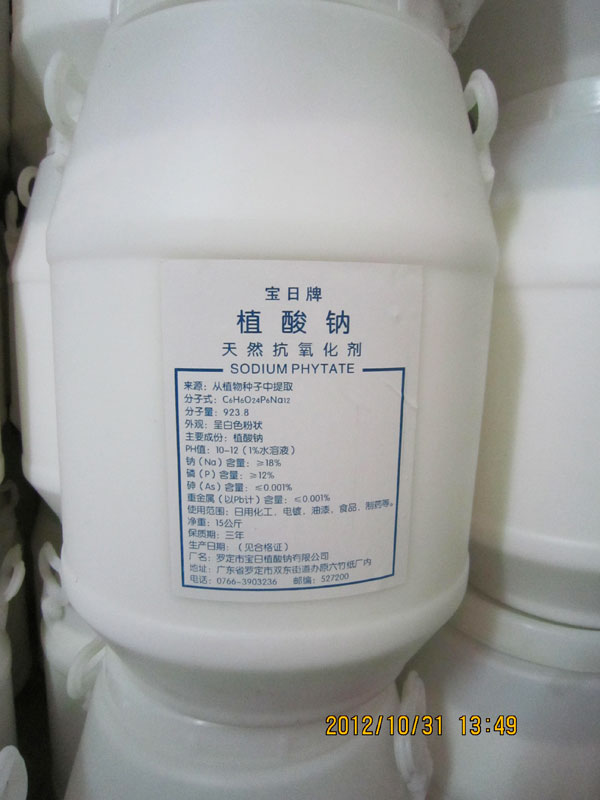 宝日牌
植酸钠
天然抗氧化剂
SODIUM PHYTATE
来源：从植物种子中提取
分子式：C₆H₆O₂₄P₆Na₁₂
分子量：923.8
外观：呈白色粉状
主要成份：植酸钠
PH值：10-12（1%水溶液）
钠（Na）含量：≥18%
磷（P）含量：≥12%
砷（As）含量：≤0.001%
重金属（以Pb计）含量：≤0.001%
使用范围：日用化工、电镀、油漆、食品、制药等。
净重：15公斤
保质期：三年
生产日期：（见合格证）
厂名：罗定市宝日植酸钠有限公司
地址：广东省罗定市双东街道办原六竹纸厂内
电话：0766-3903236 邮编：527200
2012/10/31 13:49